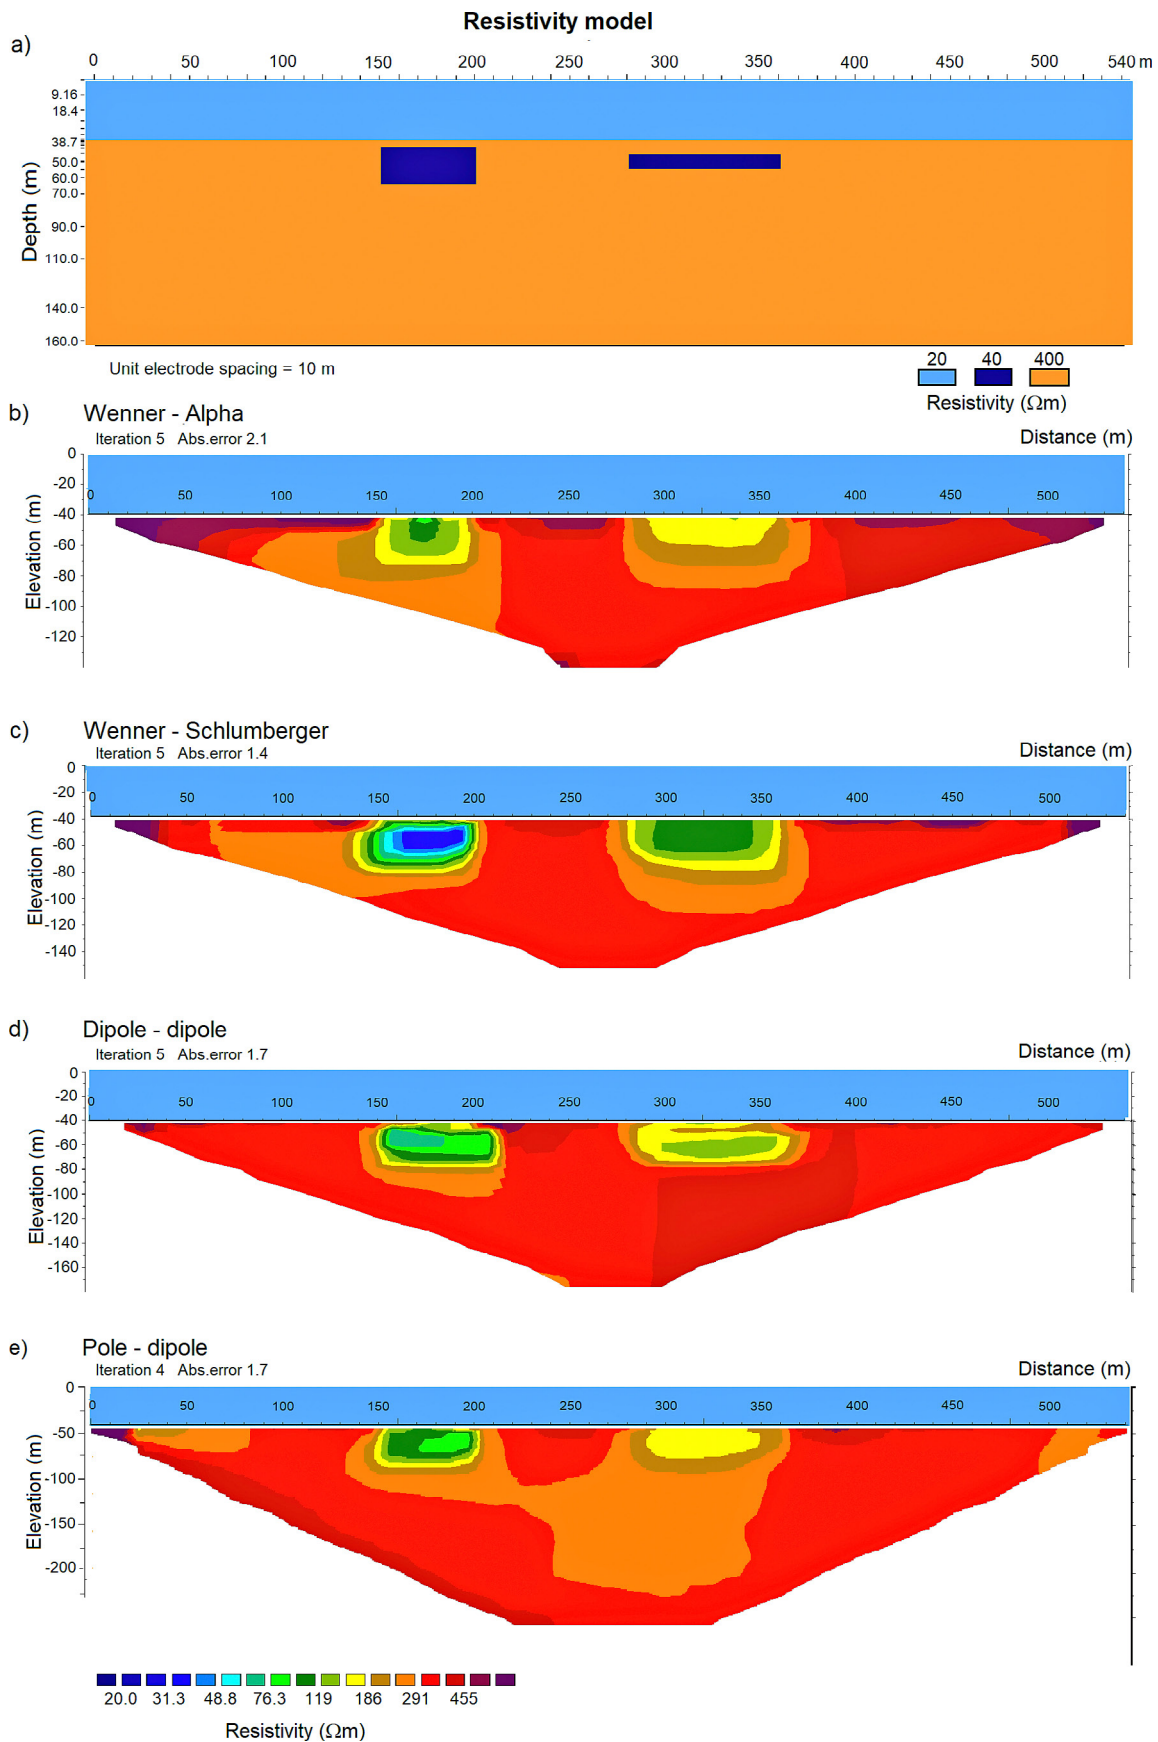 Resistivity model
a)
0 50 100 150 200 250 300 350 400 450 500 540 m
9.16
18.4
38.7
50.0
60.0
70.0
90.0
110.0
140.0
160.0
Depth (m)
Unit electrode spacing = 10 m
20 40 400
Resistivity (Ωm)
b) Wenner - Alpha
Iteration 5 Abs.error 2.1 Distance (m)
0
-20
0 50 100 150 200 250 300 350 400 450 500
-40
-60
-80
-100
-120
Elevation (m)
c) Wenner - Schlumberger
Iteration 5 Abs.error 1.4 Distance (m)
0
-20
0 50 100 150 200 250 300 350 400 450 500
-40
-60
-80
-100
-120
-140
Elevation (m)
d) Dipole - dipole
Iteration 5 Abs.error 1.7 Distance (m)
0
-20
0 50 100 150 200 250 300 350 400 450 500
-40
-60
-80
-100
-120
-140
-160
Elevation (m)
e) Pole - dipole
Iteration 4 Abs.error 1.7 Distance (m)
0
0 50 100 150 200 250 300 350 400 450 500
-50
-100
-150
-200
Elevation (m)
20.0 31.3 48.8 76.3 119 186 291 455
Resistivity (Ωm)